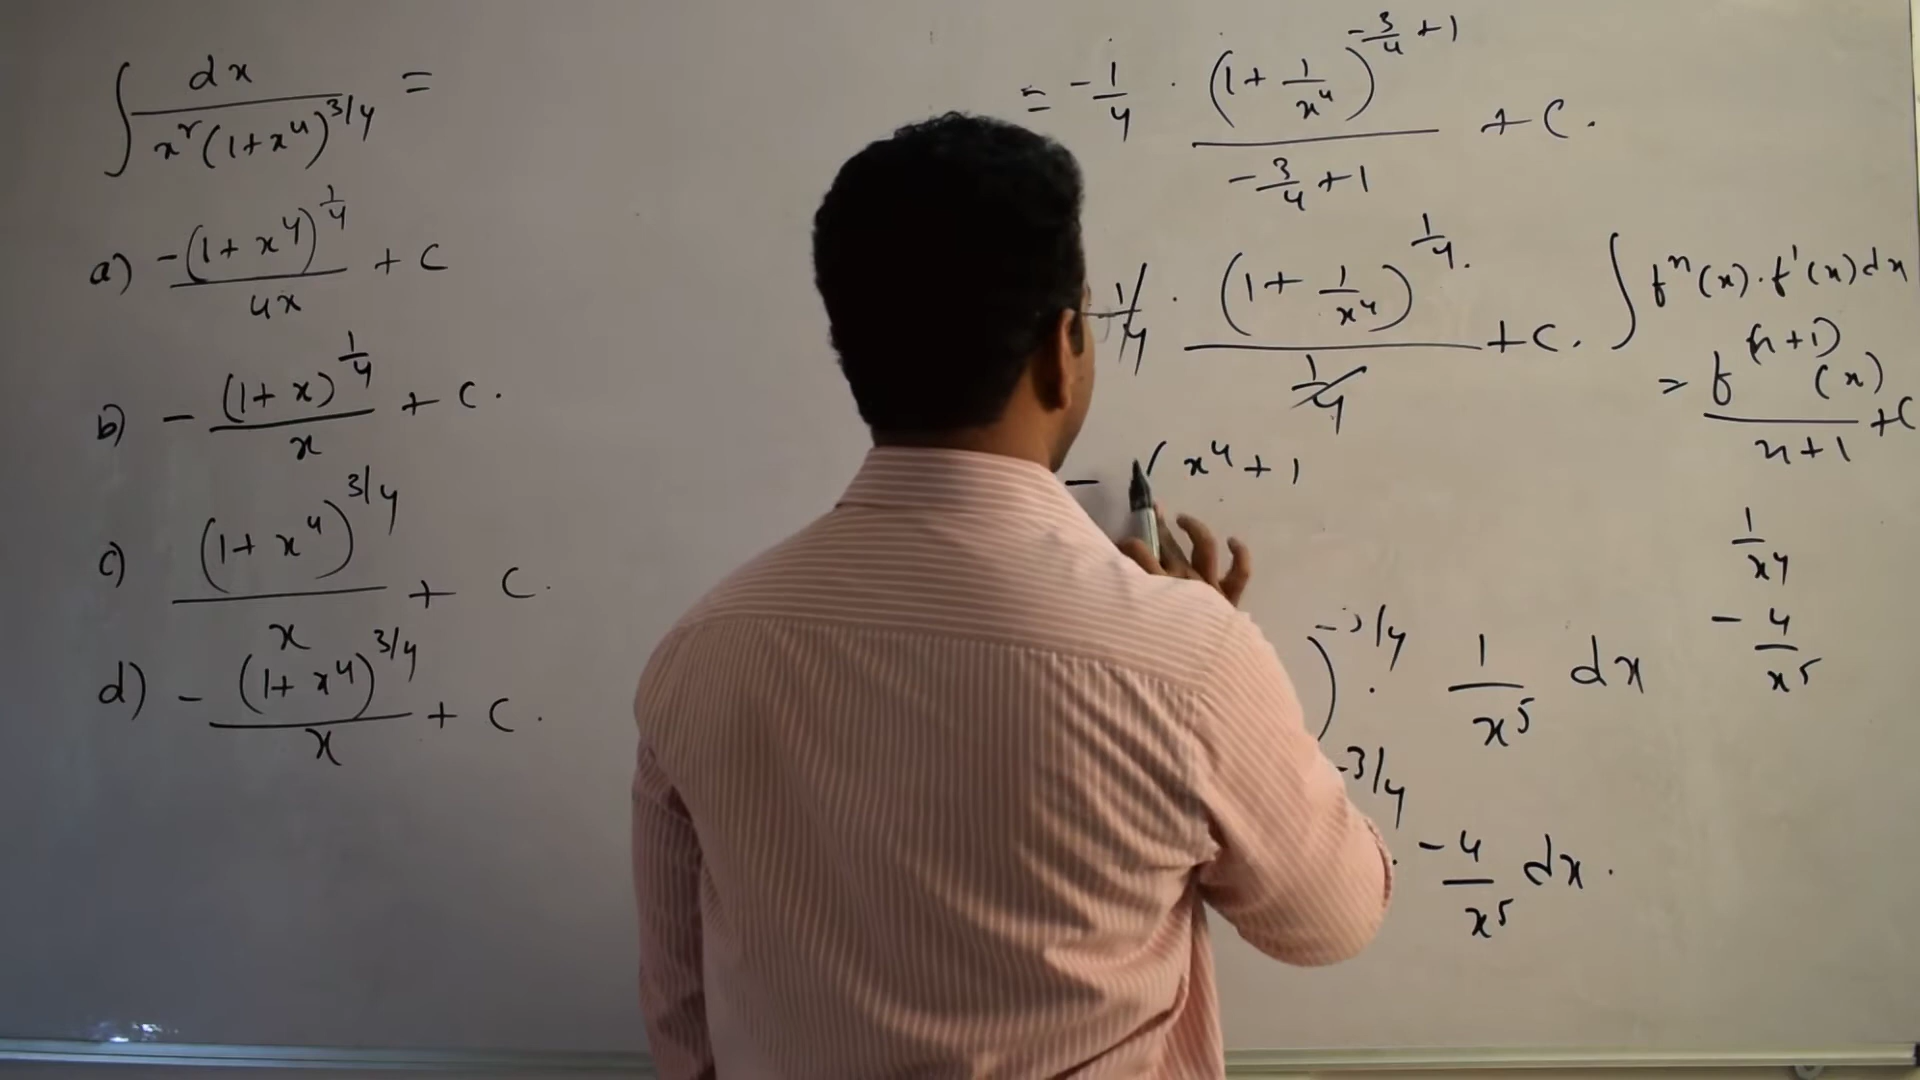 ∫ dx / x² (1 + x⁴)^3/4 =
a) - (1 + x⁴)^1/4 / 4x + C
b) - (1 + x)^1/4 / x + C.
c) (1 + x⁴)^3/4 / x + C.
d) - (1 + x⁴)^3/4 / x + C.
= - 1/4 · (1 + 1/x⁴)^(-3/4 + 1) / (-3/4 + 1) + C.
- 1/4 · (1 + 1/x⁴)^1/4 / (1/4) + C.
- ( x⁴ + 1
)^-3/4 · 1/x⁵ dx
-3/4 · -4/x⁵ dx.
∫ fⁿ(x) · f'(x) dx
= f^(n+1) (x) / n+1 + C
1/x⁴
- 4/x⁵